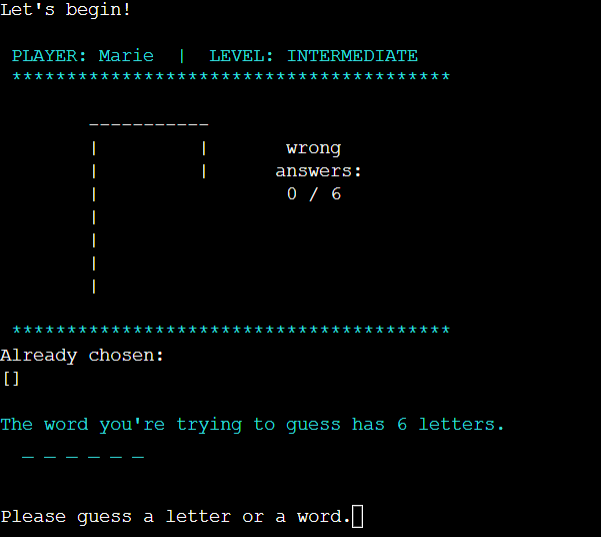 Let's begin!
PLAYER: Marie | LEVEL: INTERMEDIATE
****************************************
-----------
| | wrong
| | answers:
| 0 / 6
|
|
|
|
****************************************
Already chosen:
[]
The word you're trying to guess has 6 letters.
_ _ _ _ _ _
Please guess a letter or a word.